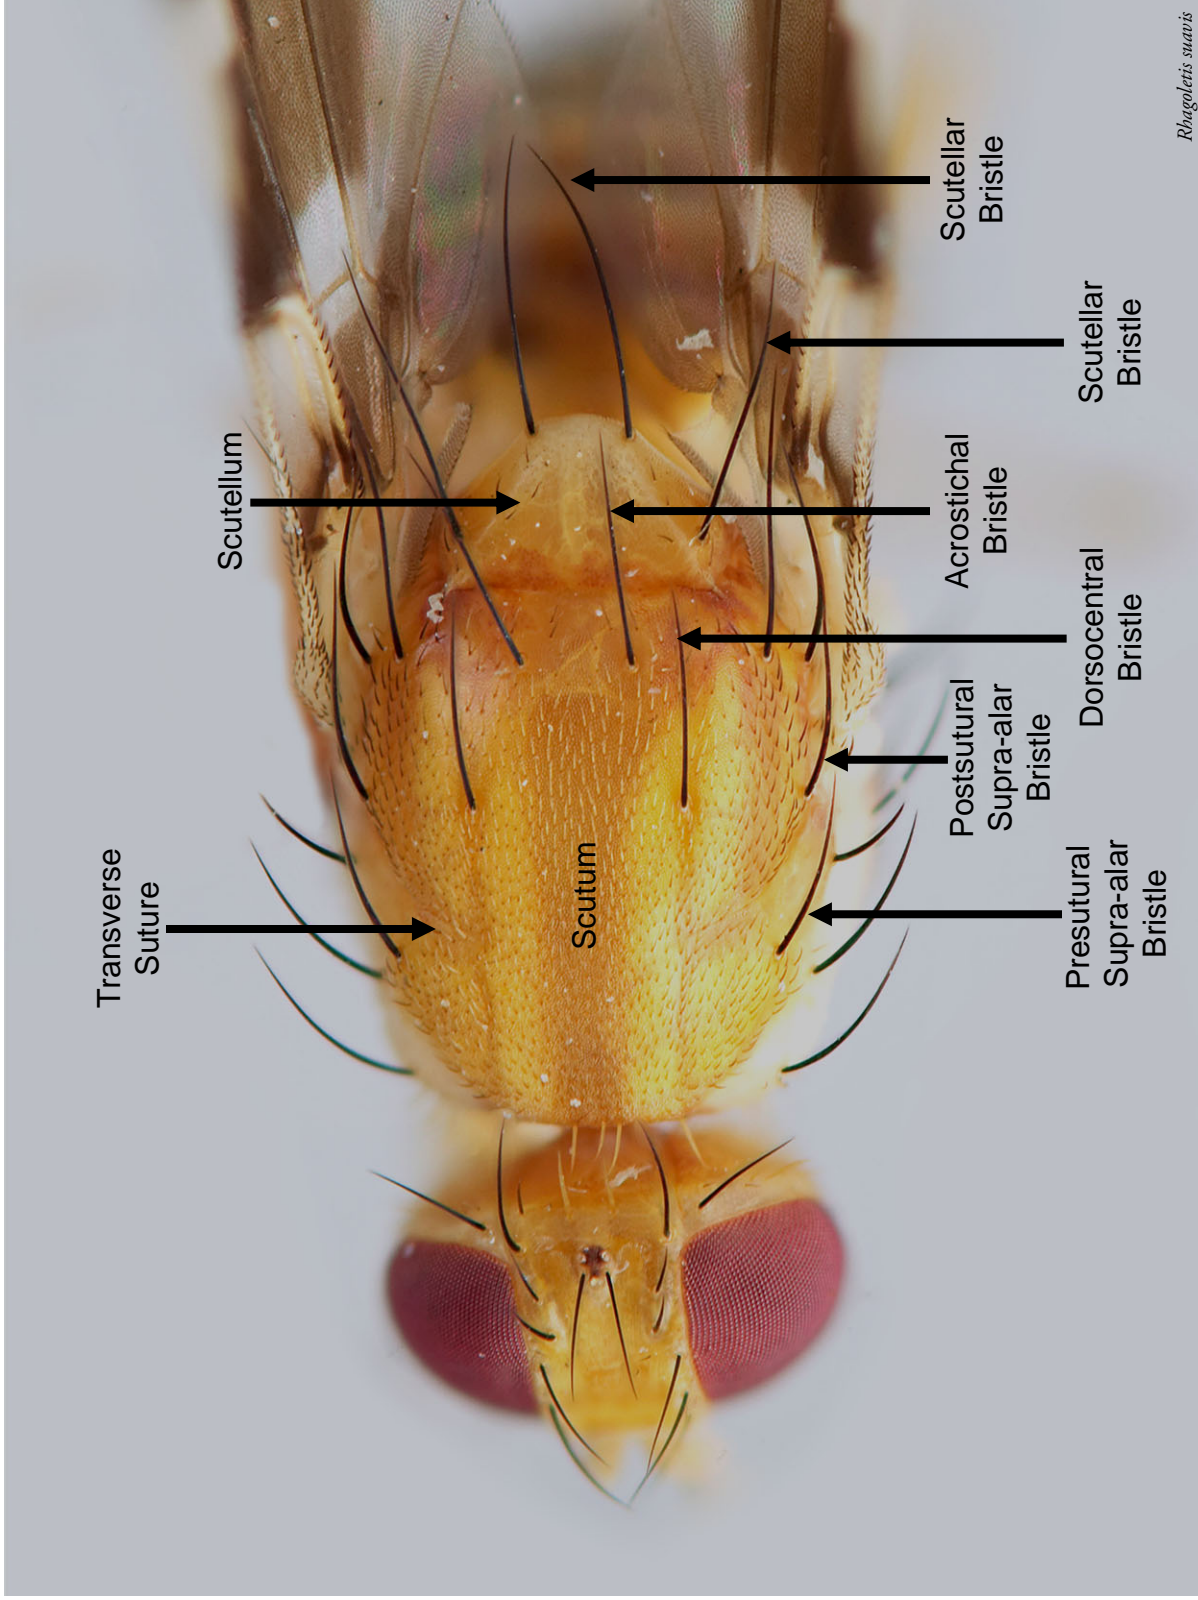 Transverse
Suture
Scutellum
Scutum
Scutellar
Bristle
Scutellar
Bristle
Acrostichal
Bristle
Dorsocentral
Bristle
Postsutural
Supra-alar
Bristle
Presutural
Supra-alar
Bristle
Rhagoletis suavis